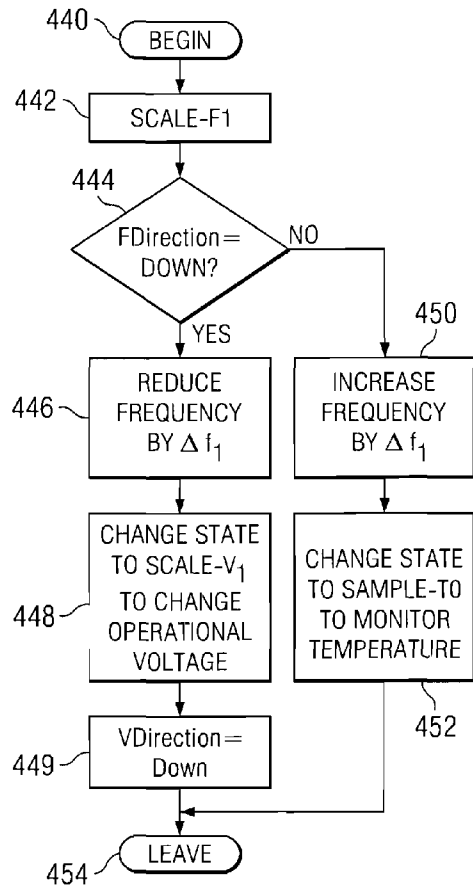 440
BEGIN
442
SCALE-F1
444
FDirection=
DOWN?
NO
YES
446
REDUCE
FREQUENCY
BY Δ f₁
450
INCREASE
FREQUENCY
BY Δ f₁
448
CHANGE STATE
TO SCALE-V₁
TO CHANGE
OPERATIONAL
VOLTAGE
CHANGE STATE
TO SAMPLE-T0
TO MONITOR
TEMPERATURE
452
449
VDirection=
Down
454
LEAVE